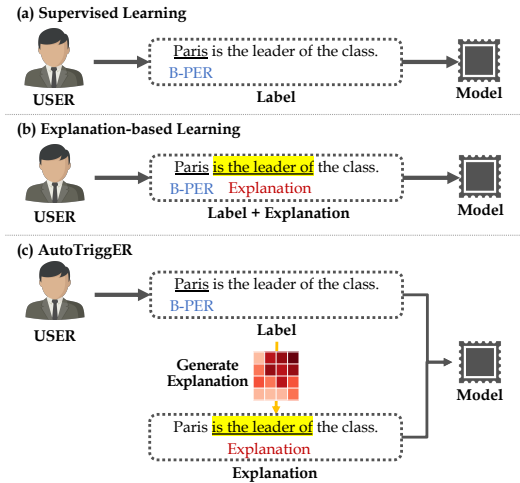 (a) Supervised Learning
Paris is the leader of the class.
B-PER
USER
Label
Model
(b) Explanation-based Learning
Paris is the leader of the class.
B-PER Explanation
USER
Label + Explanation
Model
(c) AutoTriggER
Paris is the leader of the class.
B-PER
USER
Label
Generate
Explanation
Model
Paris is the leader of the class.
Explanation
Explanation